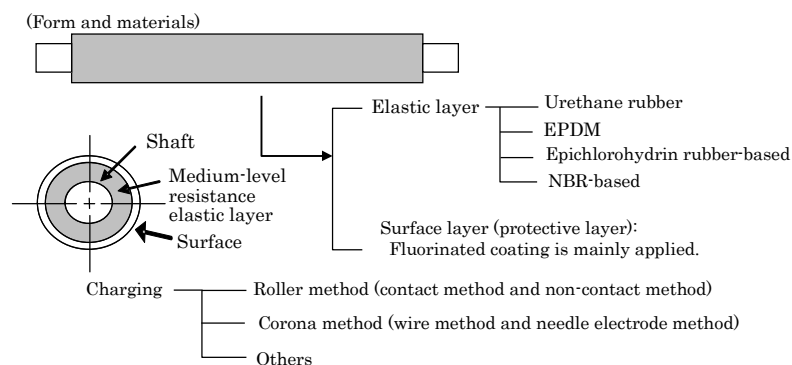 (Form and materials)
Elastic layer
Urethane rubber
EPDM
Epichlorohydrin rubber-based
NBR-based
Shaft
Medium-level
resistance
elastic layer
Surface
Surface layer (protective layer):
Fluorinated coating is mainly applied.
Charging
Roller method (contact method and non-contact method)
Corona method (wire method and needle electrode method)
Others